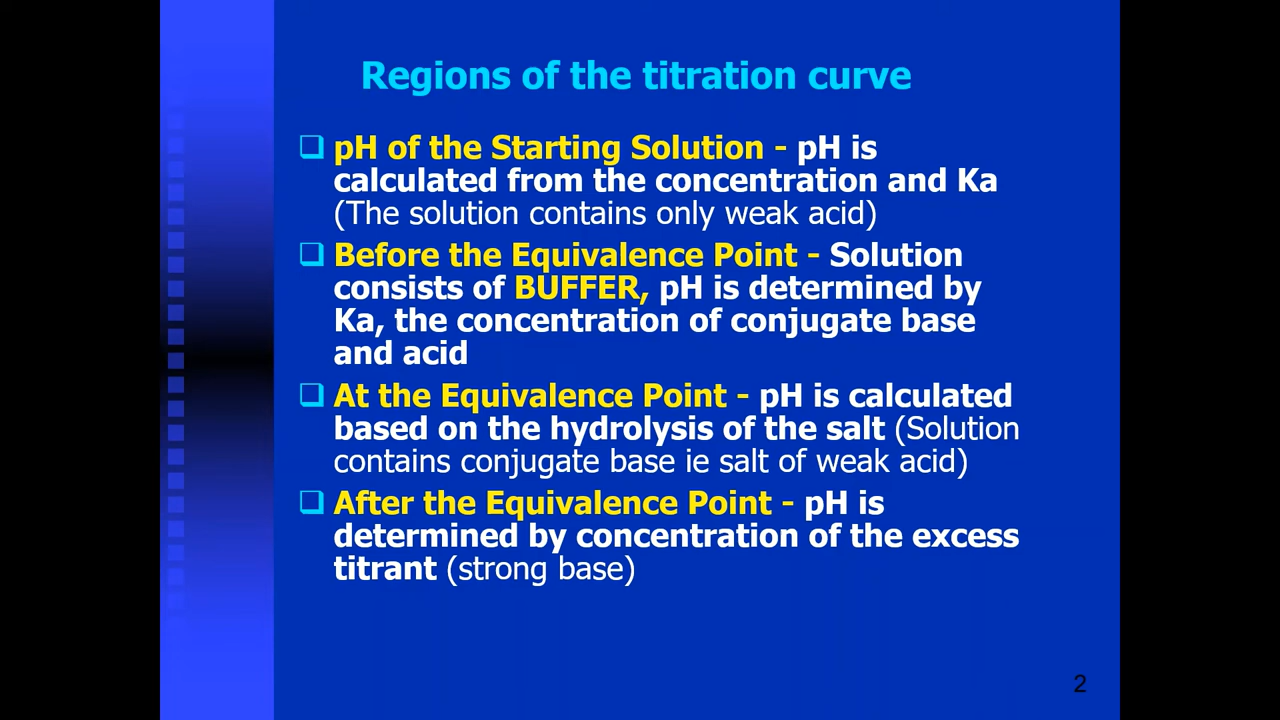 Regions of the titration curve
pH of the Starting Solution - pH is
calculated from the concentration and Ka
(The solution contains only weak acid)
Before the Equivalence Point - Solution
consists of BUFFER, pH is determined by
Ka, the concentration of conjugate base
and acid
At the Equivalence Point - pH is calculated
based on the hydrolysis of the salt (Solution
contains conjugate base ie salt of weak acid)
After the Equivalence Point - pH is
determined by concentration of the excess
titrant (strong base)
2